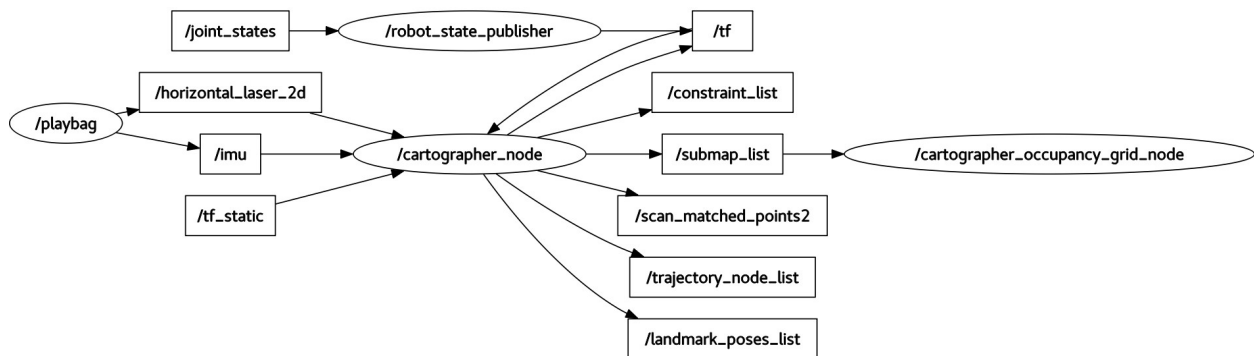 /joint_states
/robot_state_publisher
/tf
/horizontal_laser_2d
/constraint_list
/playbag
/imu
/cartographer_node
/submap_list
/cartographer_occupancy_grid_node
/tf_static
/scan_matched_points2
/trajectory_node_list
/landmark_poses_list